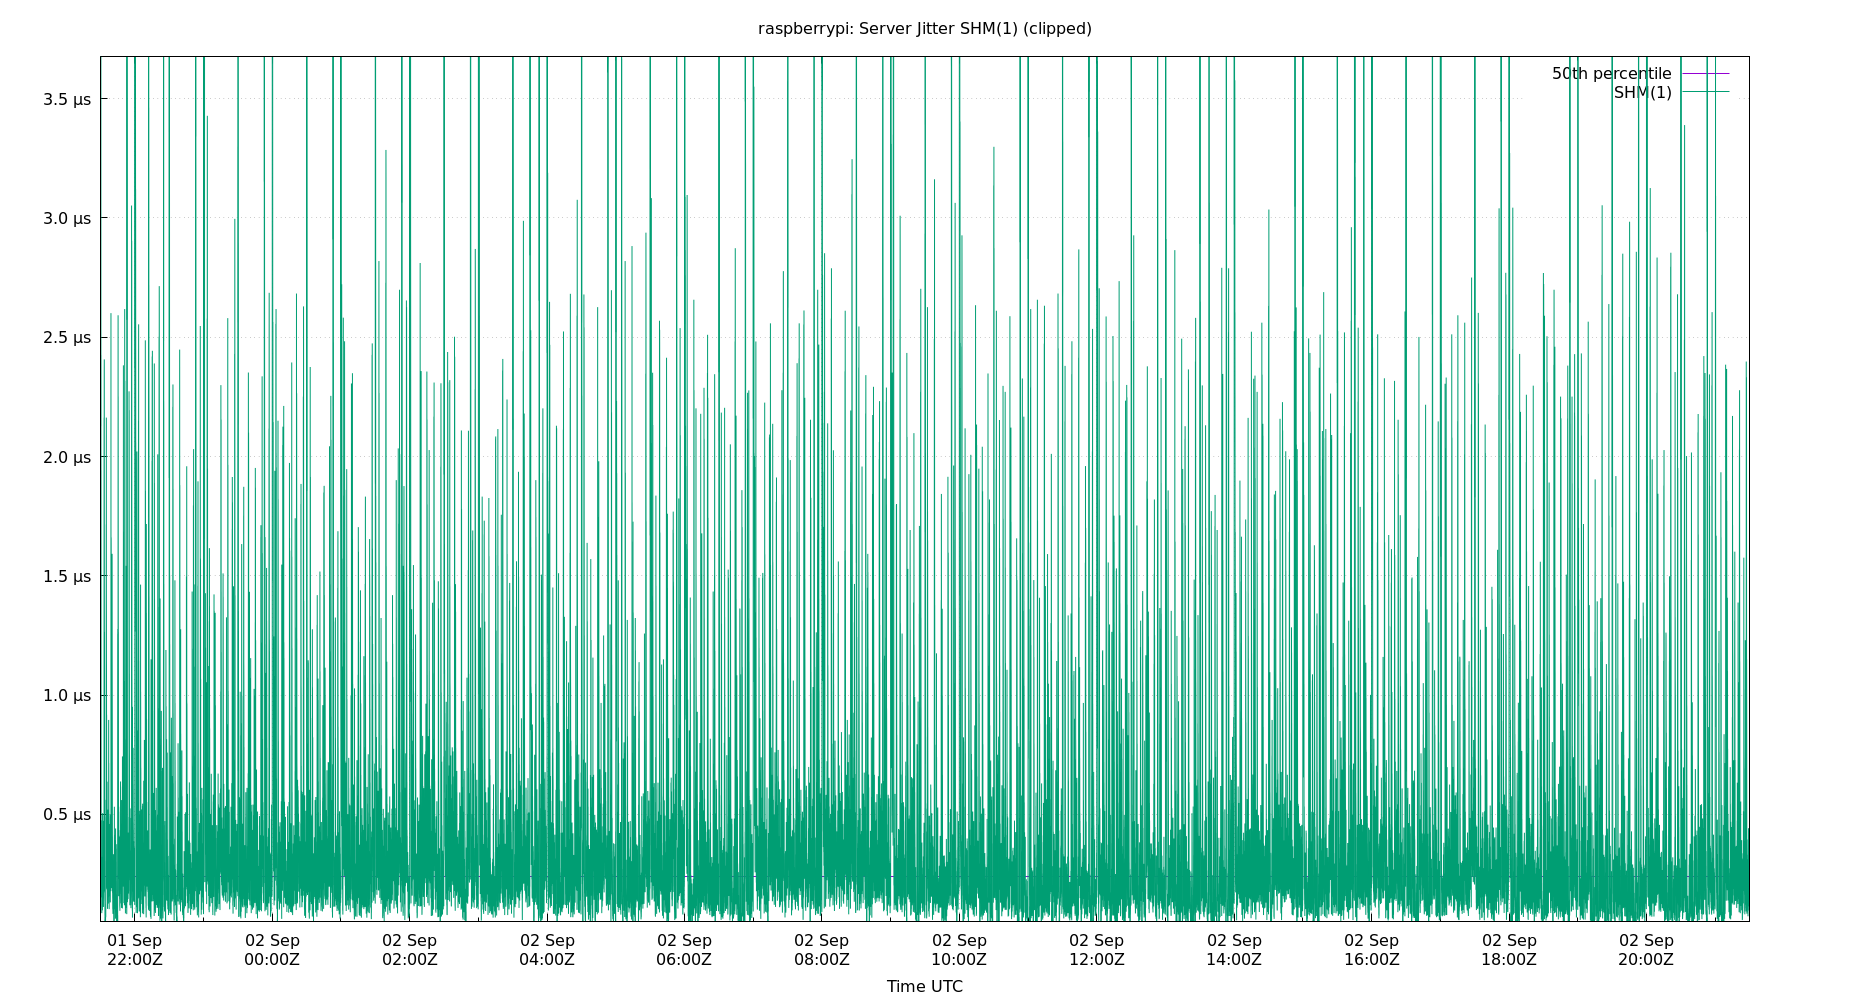 raspberrypi: Server Jitter SHM(1) (clipped)
50th percentile
SHM(1)
3.5 µs
3.0 µs
2.5 µs
2.0 µs
1.5 µs
1.0 µs
0.5 µs
01 Sep 02 Sep 02 Sep 02 Sep 02 Sep 02 Sep 02 Sep 02 Sep 02 Sep 02 Sep 02 Sep 02 Sep
22:00Z 00:00Z 02:00Z 04:00Z 06:00Z 08:00Z 10:00Z 12:00Z 14:00Z 16:00Z 18:00Z 20:00Z
Time UTC